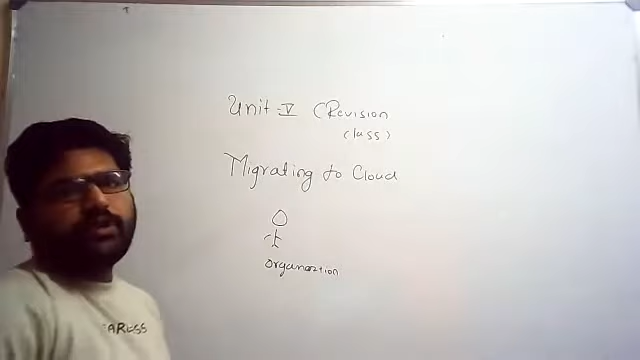 Unit-V (Revision
Class)
Migrating to Cloud
Organization